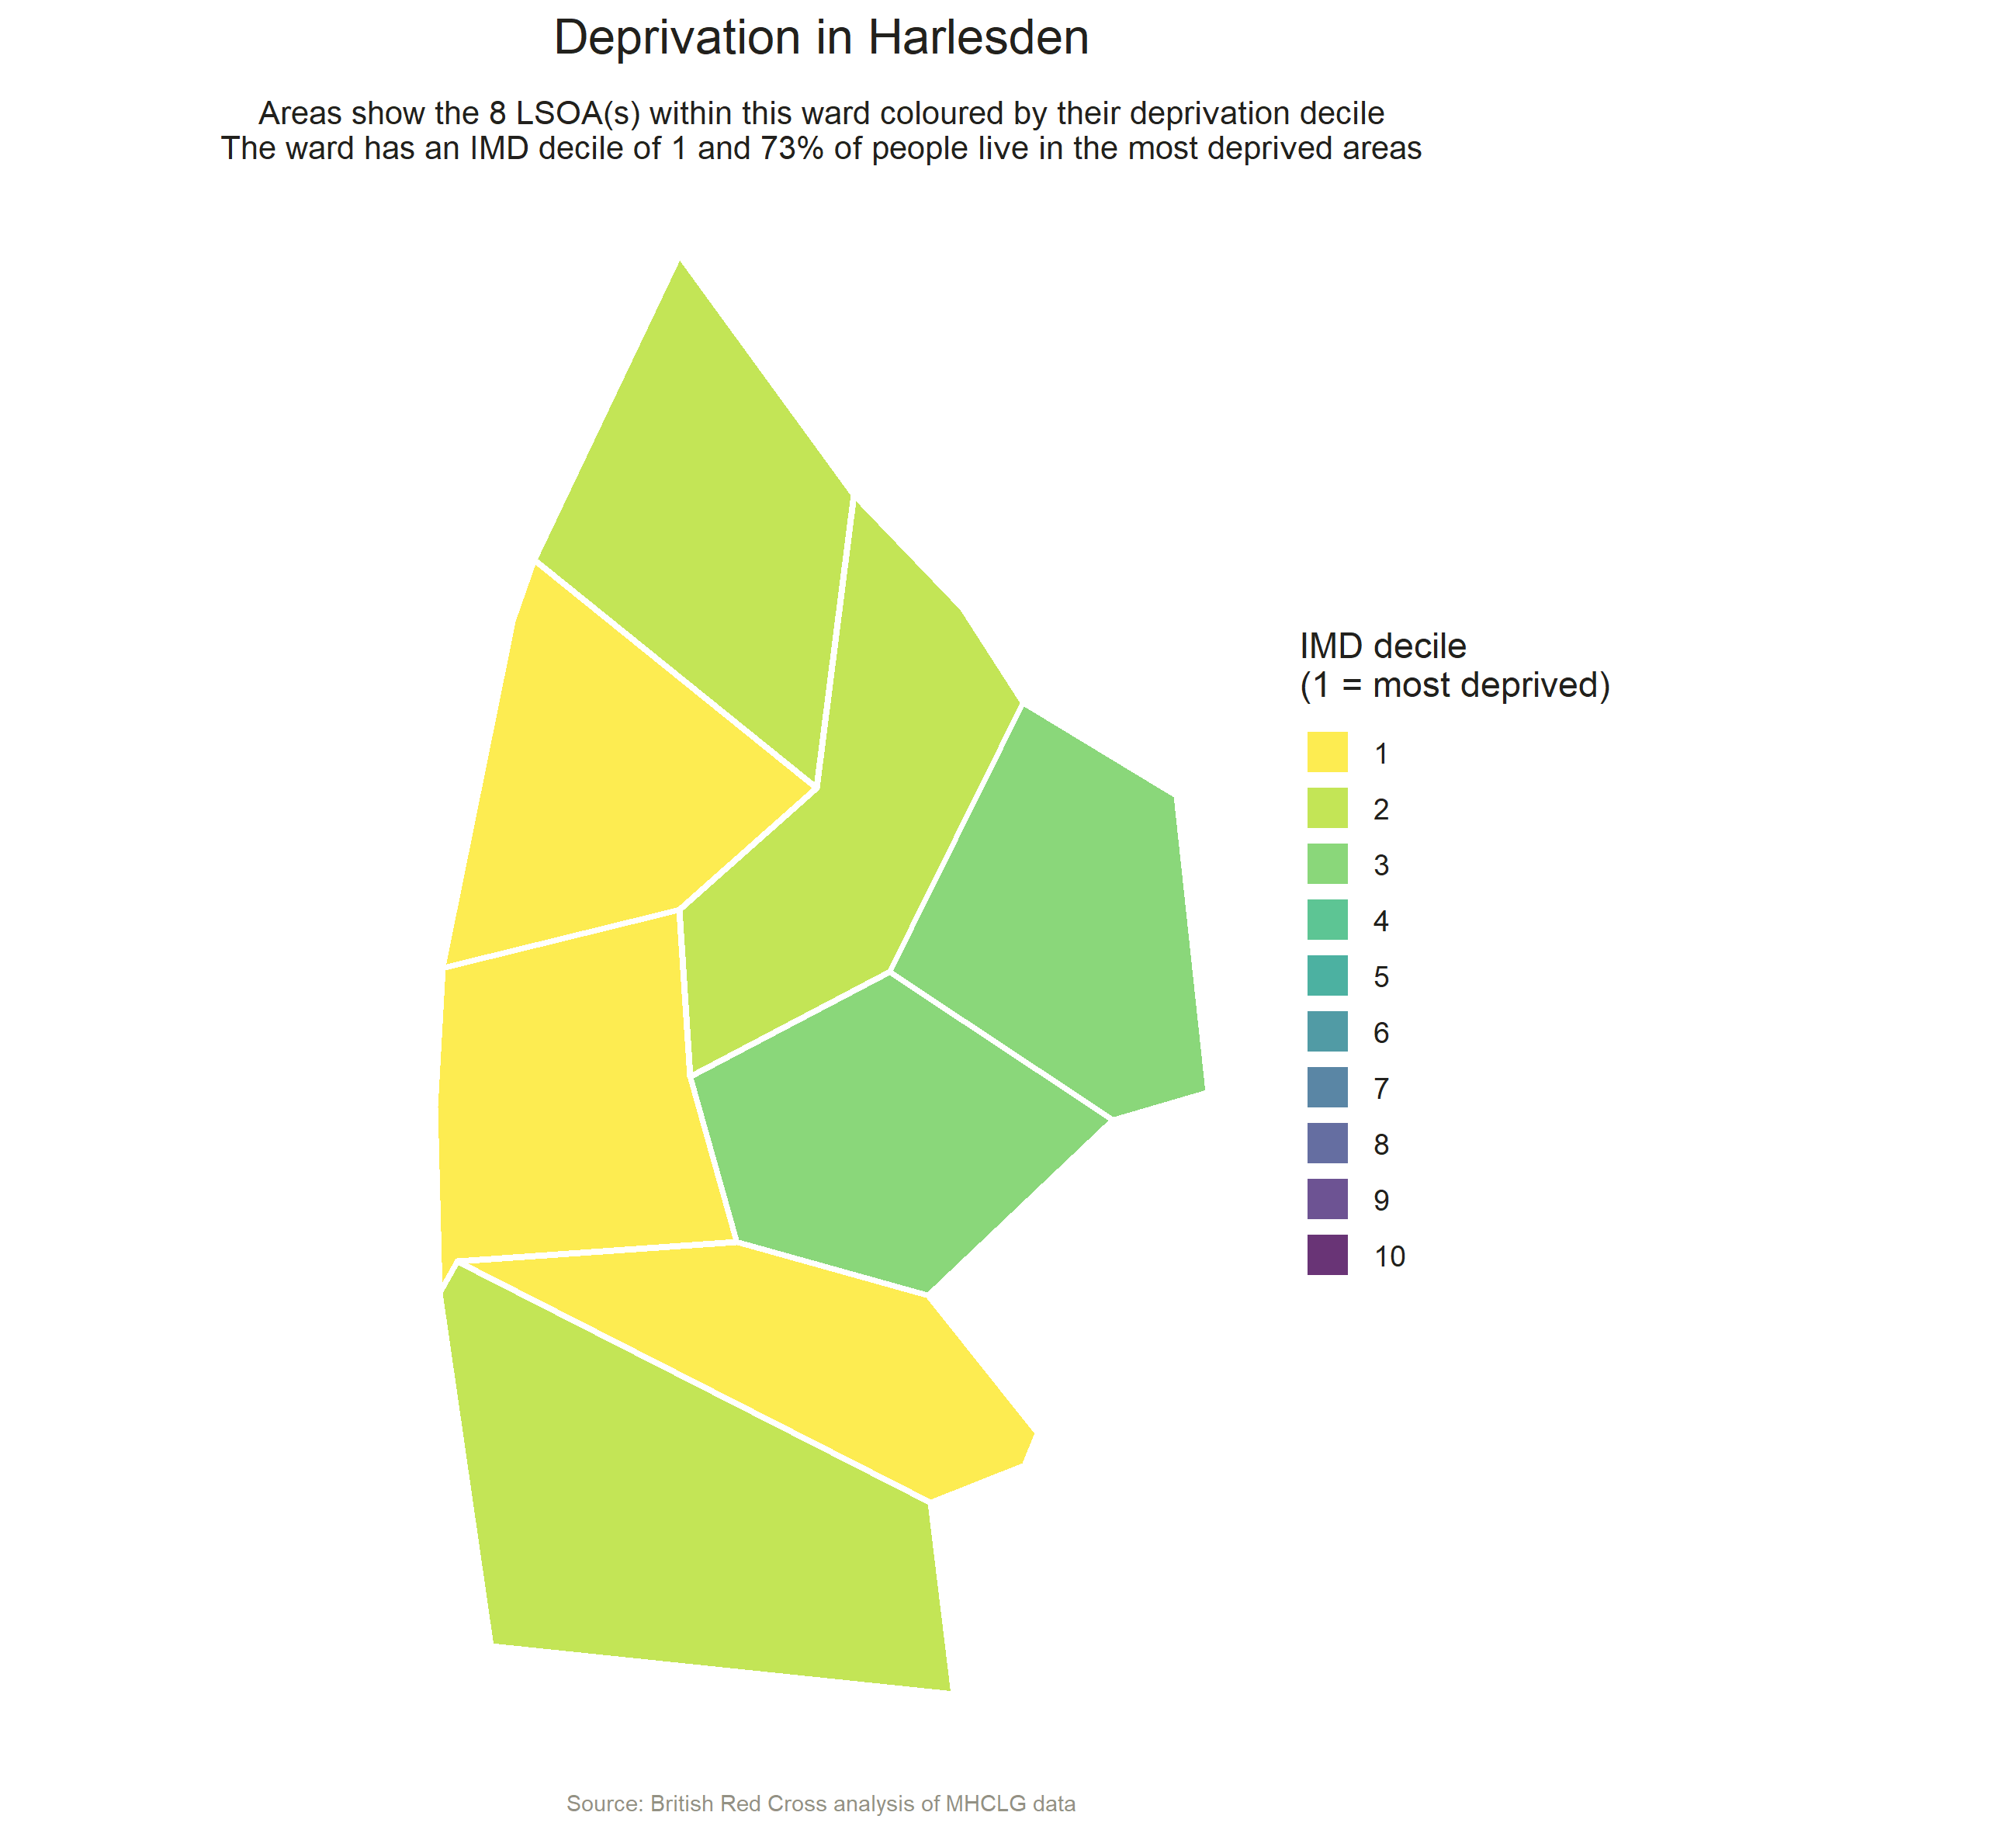 Deprivation in Harlesden
Areas show the 8 LSOA(s) within this ward coloured by their deprivation decile
The ward has an IMD decile of 1 and 73% of people live in the most deprived areas
IMD decile
(1 = most deprived)
1
2
3
4
5
6
7
8
9
10
Source: British Red Cross analysis of MHCLG data